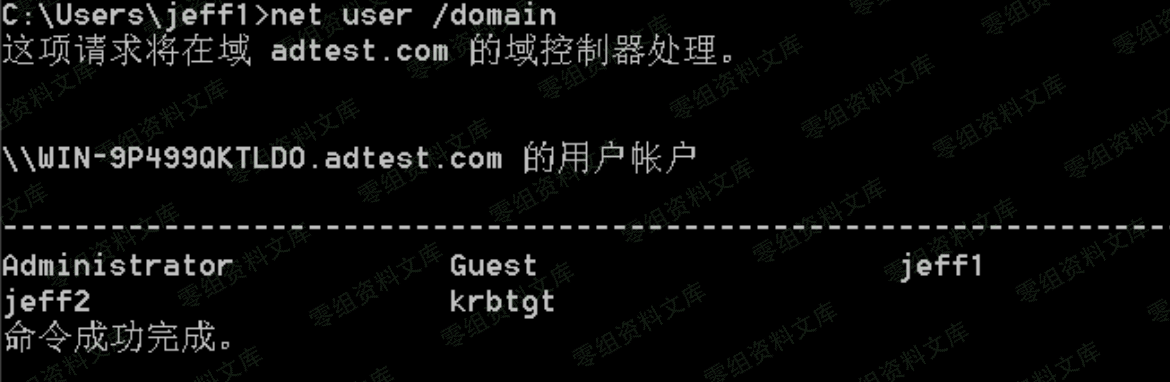 C:\Users\jeff1>net user /domain
这项请求将在域 adtest.com 的域控制器处理。
\\WIN-9P499QKTLDO.adtest.com 的用户帐户
-------------------------------------------------------------------------------
Administrator Guest jeff1
jeff2 krbtgt
命令成功完成。
零组资料文库